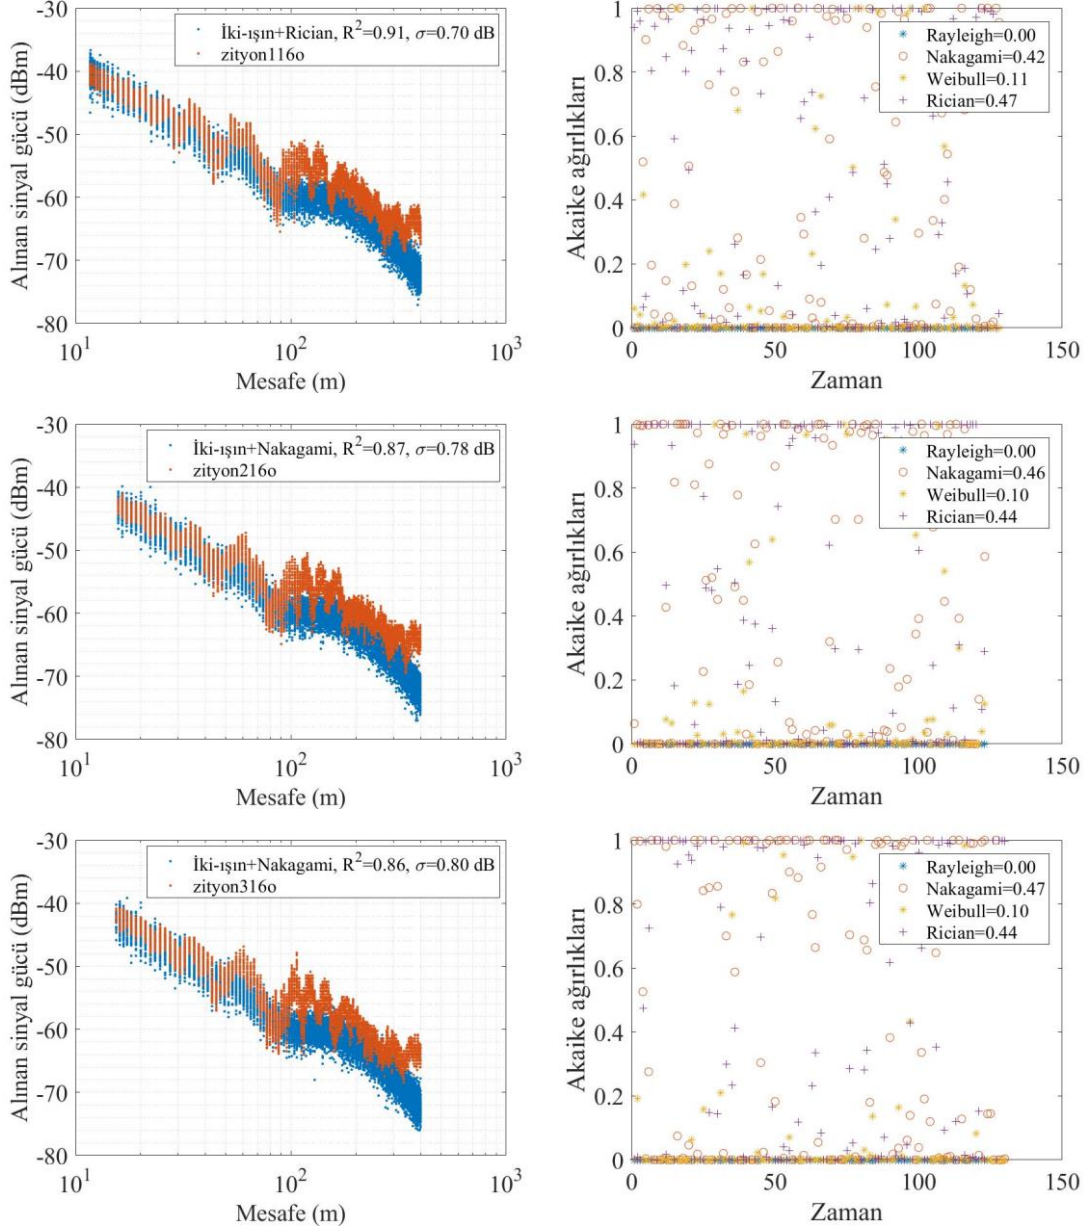 -30
-40
-50
-60
-70
-80
Alınan sinyal gücü (dBm)
İki-ışın+Rician, R²=0.91, σ=0.70 dB
zityon116o
10¹
10²
10³
Mesafe (m)
1
0.8
0.6
0.4
0.2
0
Akaike ağırlıkları
Rayleigh=0.00
Nakagami=0.42
Weibull=0.11
Rician=0.47
0
50
100
150
Zaman
-30
-40
-50
-60
-70
-80
Alınan sinyal gücü (dBm)
İki-ışın+Nakagami, R²=0.87, σ=0.78 dB
zityon216o
10¹
10²
10³
Mesafe (m)
1
0.8
0.6
0.4
0.2
0
Akaike ağırlıkları
Rayleigh=0.00
Nakagami=0.46
Weibull=0.10
Rician=0.44
0
50
100
150
Zaman
-30
-40
-50
-60
-70
-80
Alınan sinyal gücü (dBm)
İki-ışın+Nakagami, R²=0.86, σ=0.80 dB
zityon316o
10¹
10²
10³
Mesafe (m)
1
0.8
0.6
0.4
0.2
0
Akaike ağırlıkları
Rayleigh=0.00
Nakagami=0.47
Weibull=0.10
Rician=0.44
0
50
100
150
Zaman